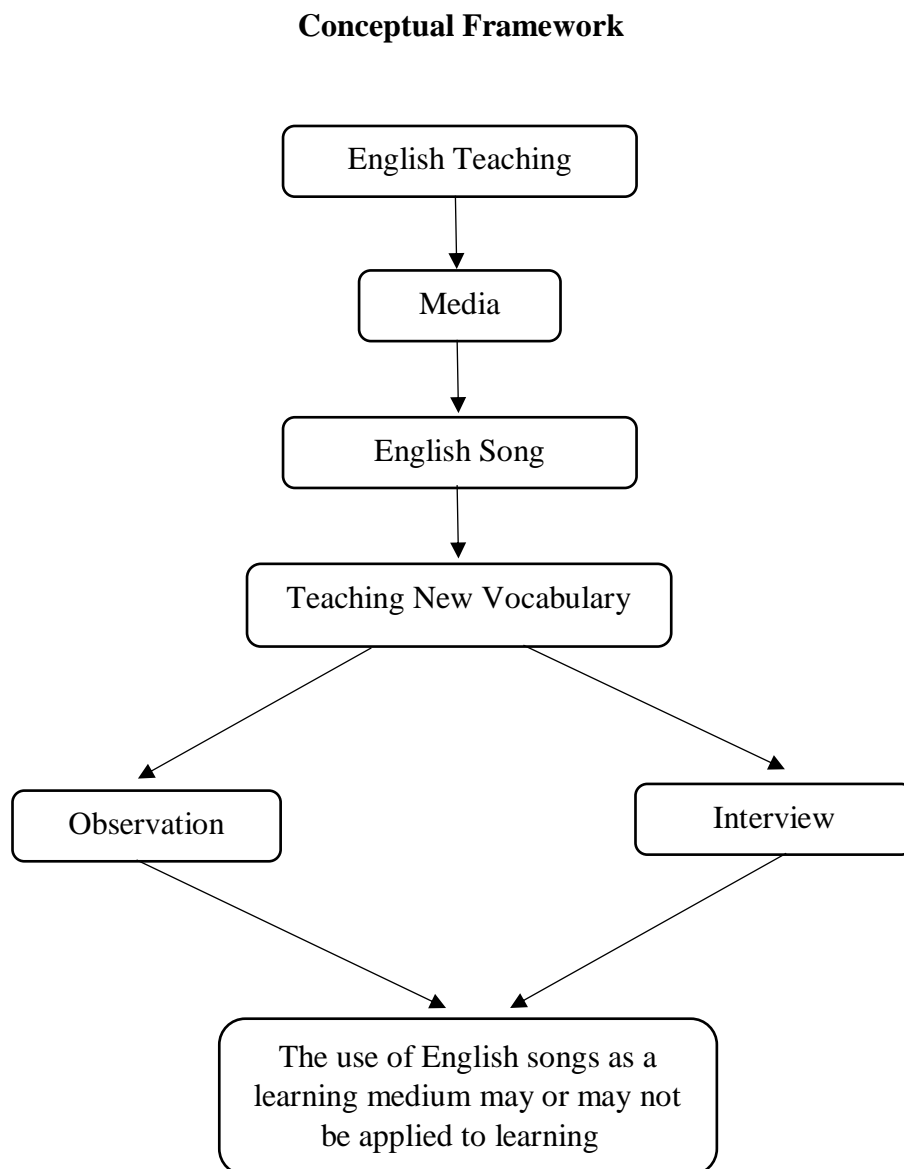 Conceptual Framework
English Teaching
Media
English Song
Teaching New Vocabulary
Observation
Interview
The use of English songs as a
learning medium may or may not
be applied to learning